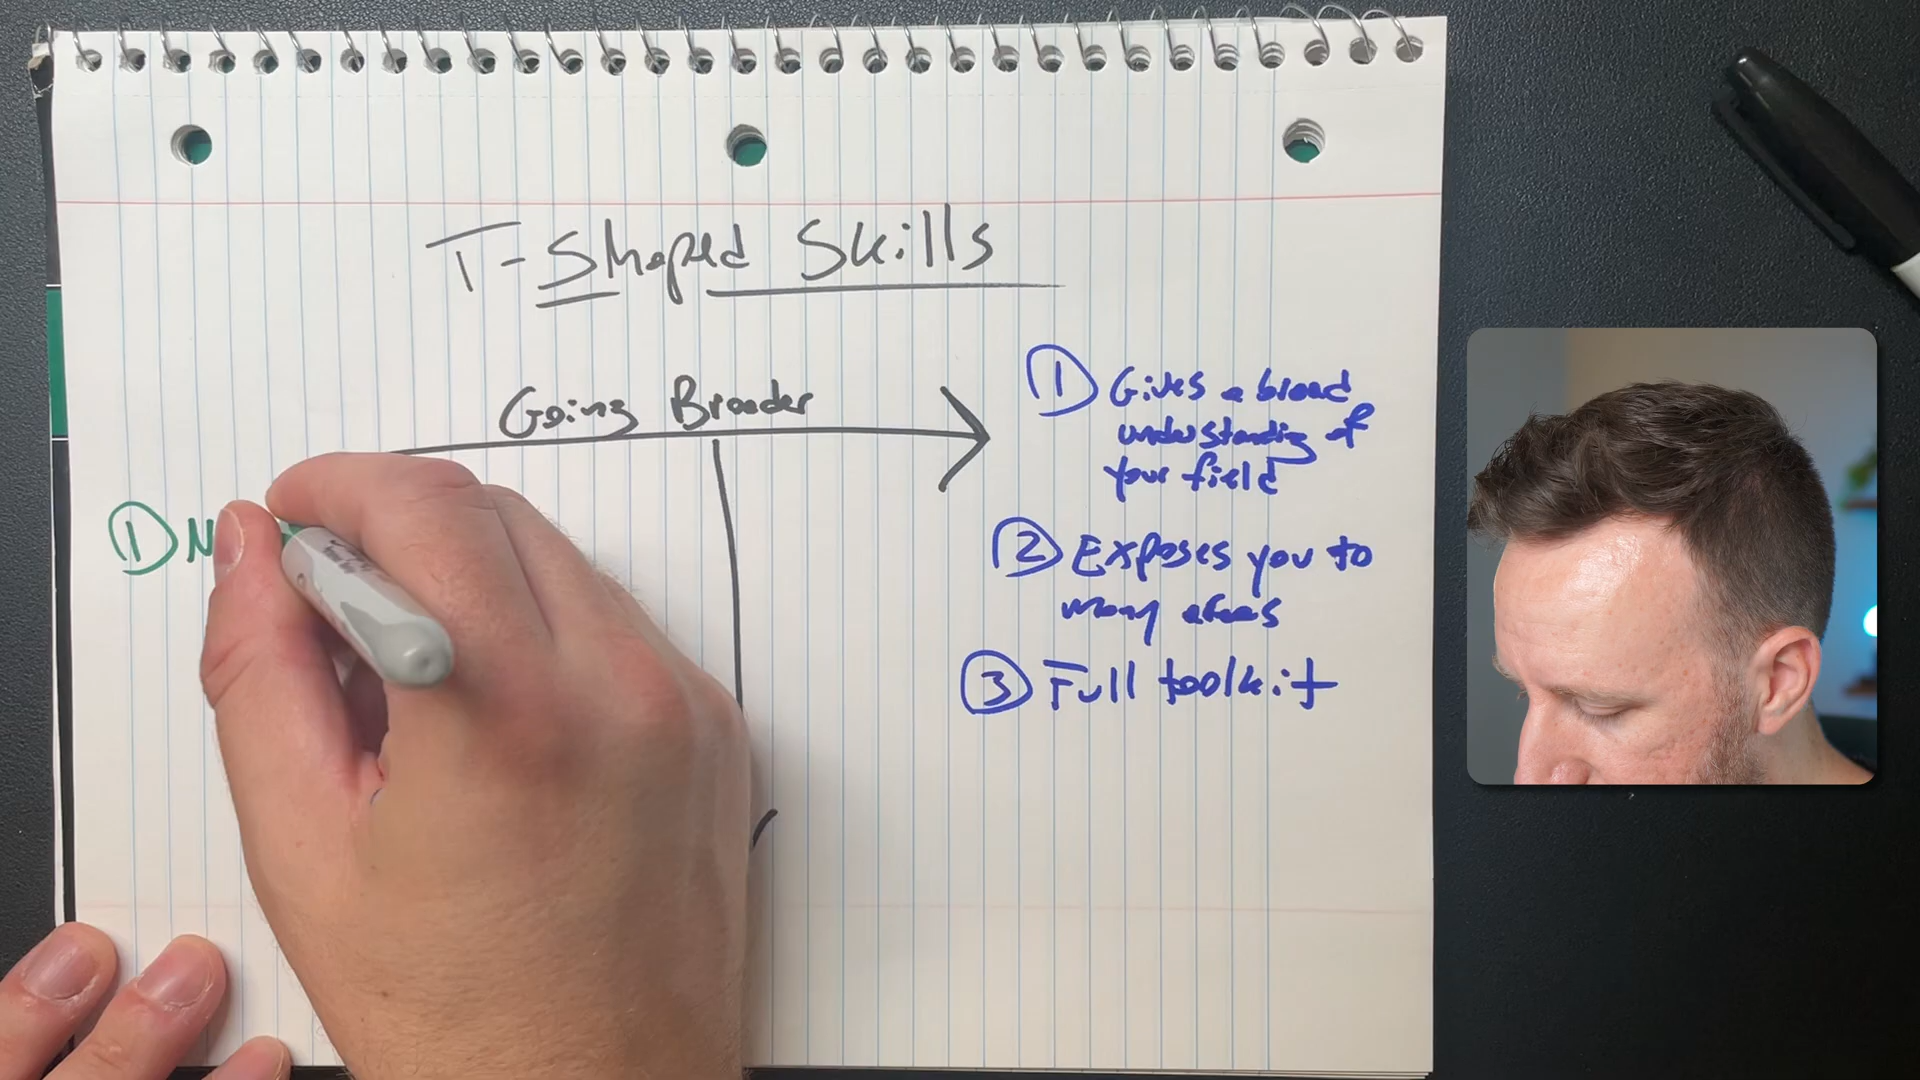 T-Shaped Skills
Going Broader
① Gives a broad
understanding of
your field
② Exposes you to
many areas
③ Full toolkit
① N